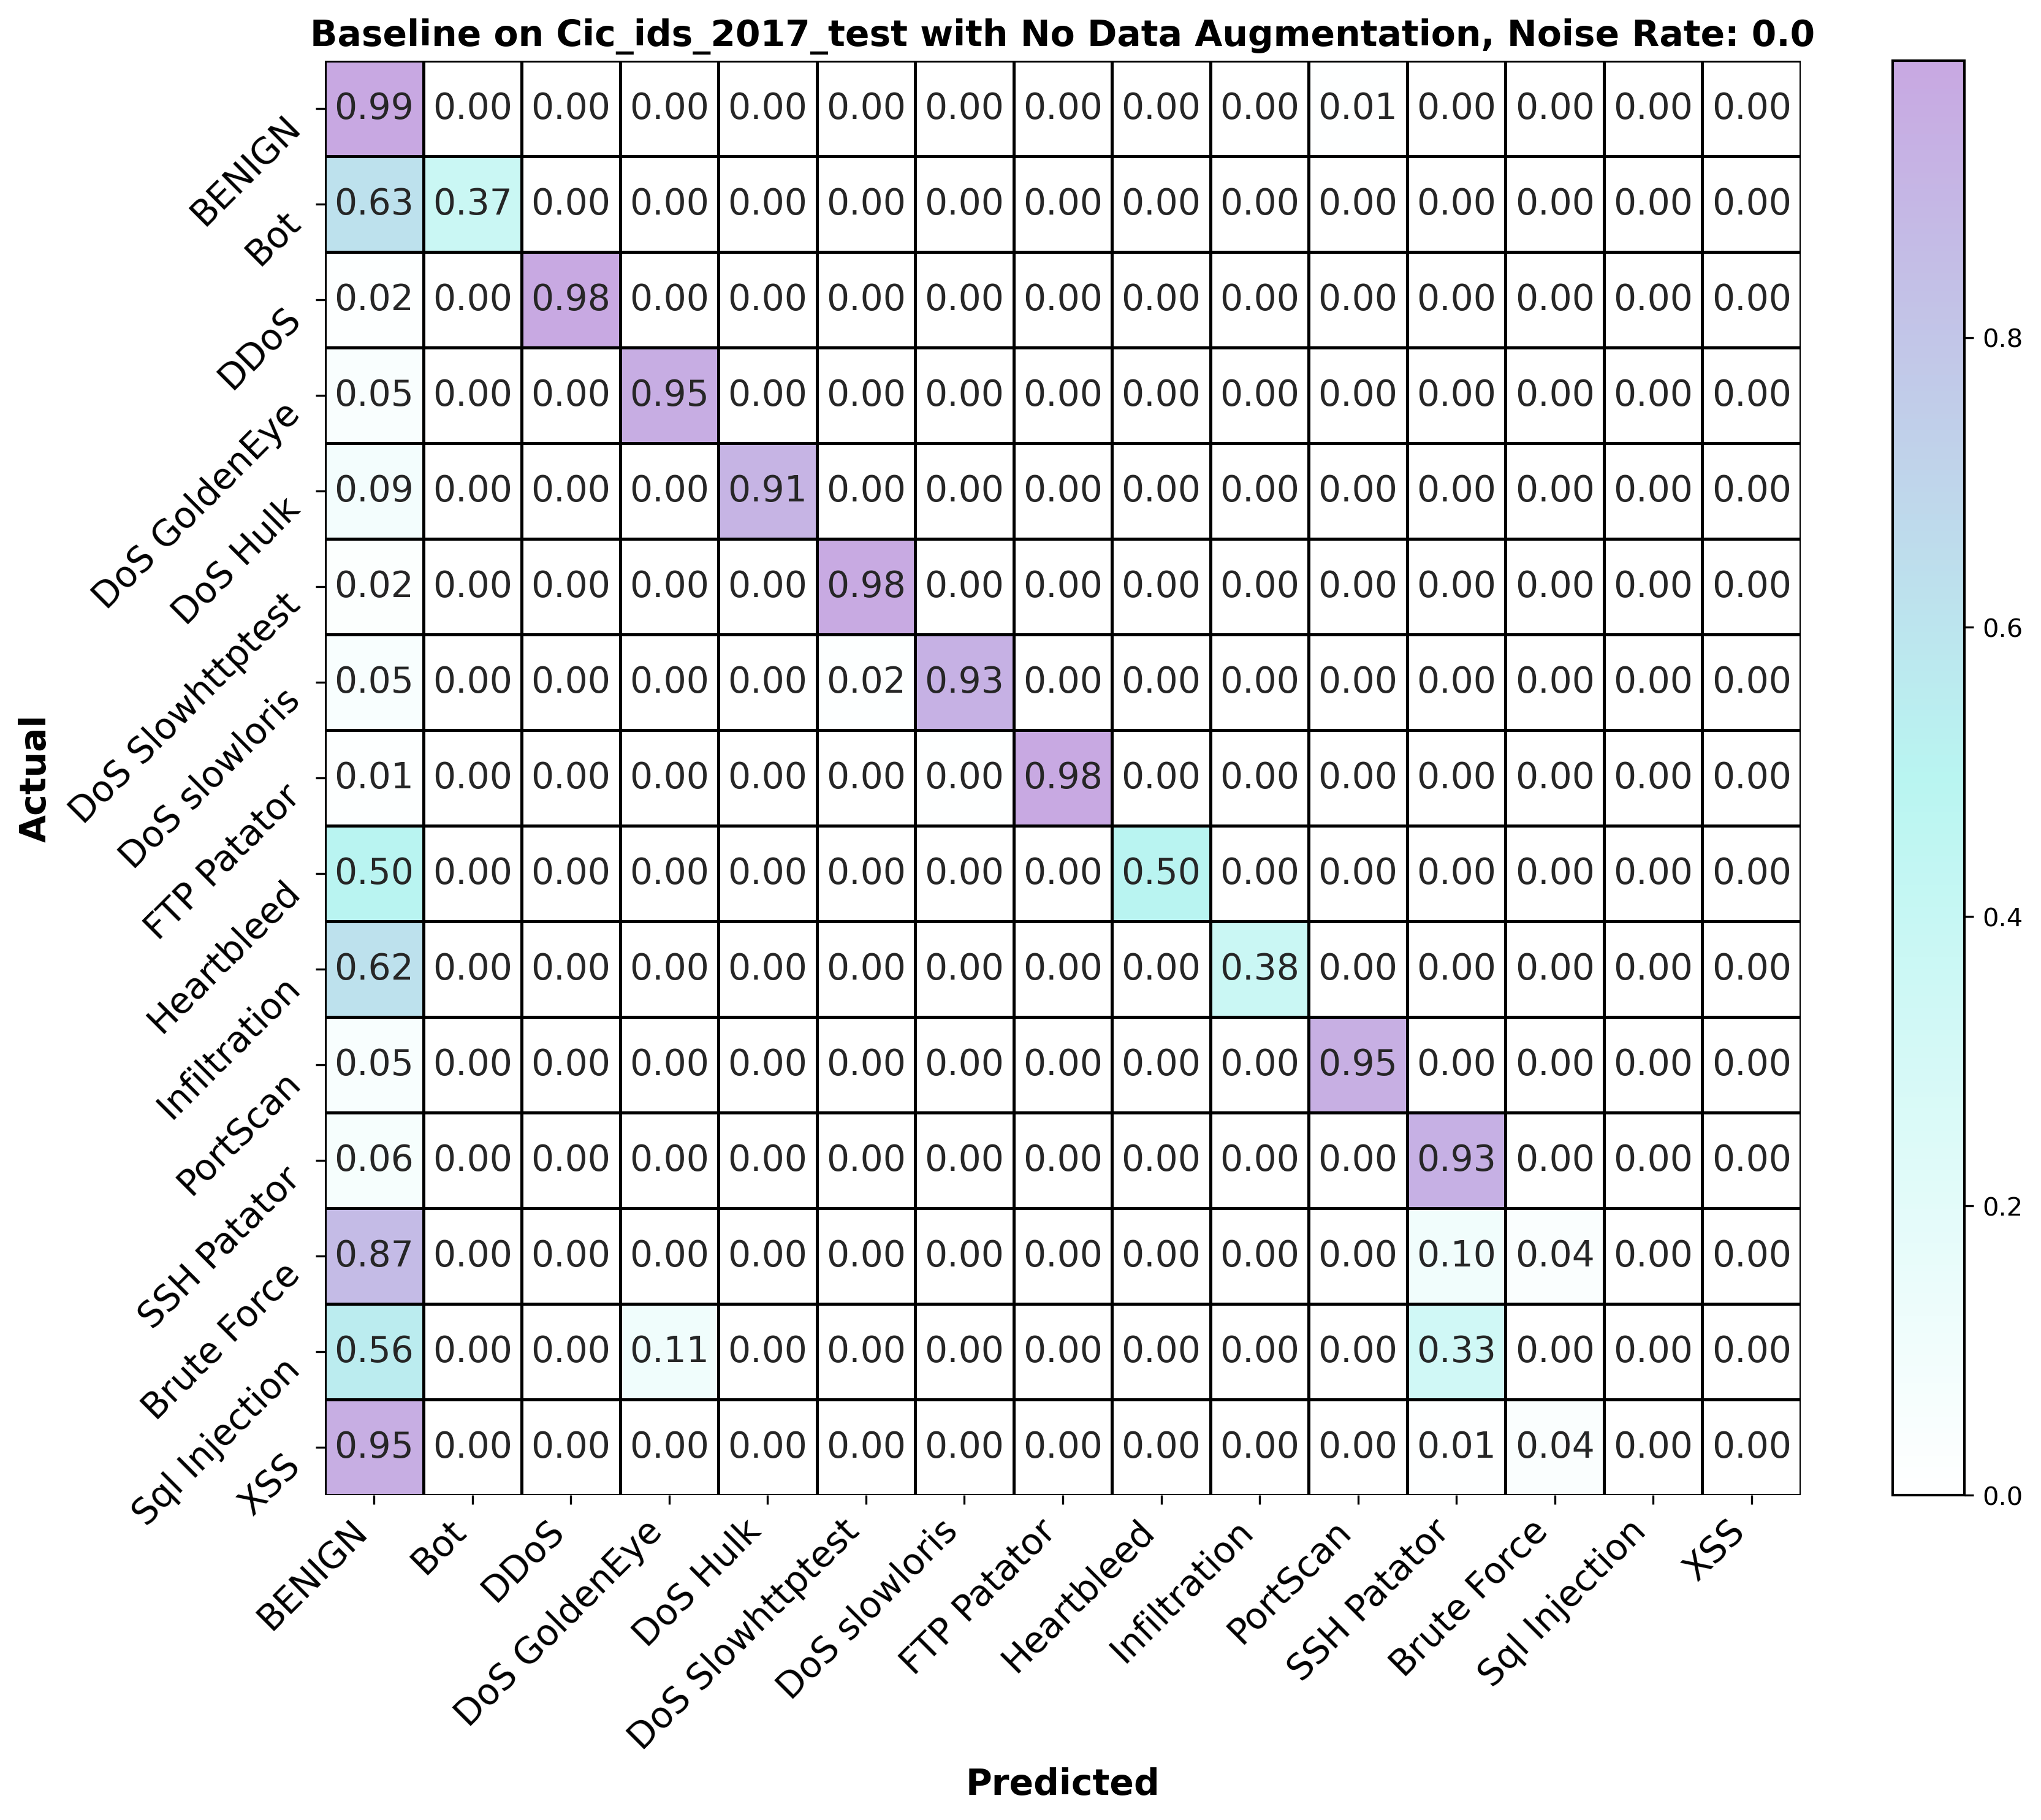 Baseline on Cic_ids_2017_test with No Data Augmentation, Noise Rate: 0.0
Actual
BENIGN 0.99 0.00 0.00 0.00 0.00 0.00 0.00 0.00 0.00 0.00 0.01 0.00 0.00 0.00 0.00
Bot 0.63 0.37 0.00 0.00 0.00 0.00 0.00 0.00 0.00 0.00 0.00 0.00 0.00 0.00 0.00
DDoS 0.02 0.00 0.98 0.00 0.00 0.00 0.00 0.00 0.00 0.00 0.00 0.00 0.00 0.00 0.00
DoS GoldenEye 0.05 0.00 0.00 0.95 0.00 0.00 0.00 0.00 0.00 0.00 0.00 0.00 0.00 0.00 0.00
DoS Hulk 0.09 0.00 0.00 0.00 0.91 0.00 0.00 0.00 0.00 0.00 0.00 0.00 0.00 0.00 0.00
DoS Slowhttptest 0.02 0.00 0.00 0.00 0.00 0.98 0.00 0.00 0.00 0.00 0.00 0.00 0.00 0.00 0.00
DoS slowloris 0.05 0.00 0.00 0.00 0.00 0.02 0.93 0.00 0.00 0.00 0.00 0.00 0.00 0.00 0.00
FTP Patator 0.01 0.00 0.00 0.00 0.00 0.00 0.00 0.98 0.00 0.00 0.00 0.00 0.00 0.00 0.00
Heartbleed 0.50 0.00 0.00 0.00 0.00 0.00 0.00 0.00 0.50 0.00 0.00 0.00 0.00 0.00 0.00
Infiltration 0.62 0.00 0.00 0.00 0.00 0.00 0.00 0.00 0.00 0.38 0.00 0.00 0.00 0.00 0.00
PortScan 0.05 0.00 0.00 0.00 0.00 0.00 0.00 0.00 0.00 0.00 0.95 0.00 0.00 0.00 0.00
SSH Patator 0.06 0.00 0.00 0.00 0.00 0.00 0.00 0.00 0.00 0.00 0.00 0.93 0.00 0.00 0.00
Brute Force 0.87 0.00 0.00 0.00 0.00 0.00 0.00 0.00 0.00 0.00 0.00 0.10 0.04 0.00 0.00
Sql Injection 0.56 0.00 0.00 0.11 0.00 0.00 0.00 0.00 0.00 0.00 0.00 0.33 0.00 0.00 0.00
XSS 0.95 0.00 0.00 0.00 0.00 0.00 0.00 0.00 0.00 0.00 0.00 0.01 0.04 0.00 0.00
BENIGN Bot DDoS DoS GoldenEye DoS Hulk DoS Slowhttptest DoS slowloris FTP Patator Heartbleed Infiltration PortScan SSH Patator Brute Force Sql Injection XSS
Predicted
0.8
0.6
0.4
0.2
0.0